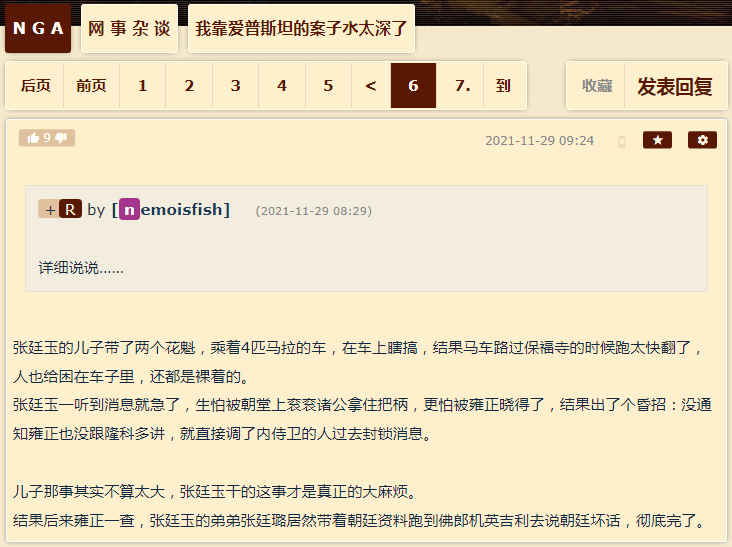 NGA 网事杂谈 我靠爱普斯坦的案子水太深了
后页 前页 1 2 3 4 5 < 6 7. 到 收藏 发表回复
9 2021-11-29 09:24
+ R by [nemoisfish] (2021-11-29 08:29)
详细说说……
张廷玉的儿子带了两个花魁，乘着4匹马拉的车，在车上瞎搞，结果马车路过保福寺的时候跑太快翻了，
人也给困在车子里，还都是裸着的。
张廷玉一听到消息就急了，生怕被朝堂上衮衮诸公拿住把柄，更怕被雍正晓得了，结果出了个昏招：没通
知雍正也没跟隆科多讲，就直接调了内侍卫的人过去封锁消息。
儿子那事其实不算太大，张廷玉干的这事才是真正的大麻烦。
结果后来雍正一查，张廷玉的弟弟张廷璐居然带着朝廷资料跑到佛郎机英吉利去说朝廷坏话，彻底完了。